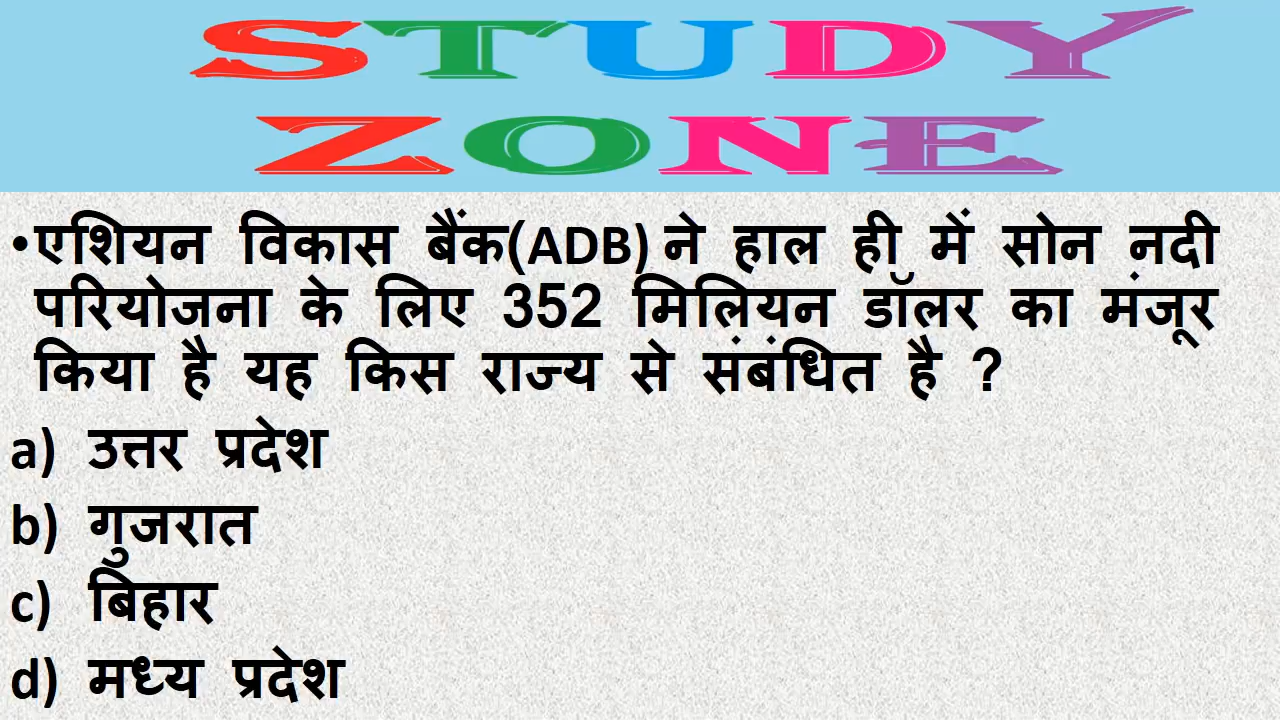 STUDY
ZONE
•एशियन विकास बैंक(ADB) ने हाल ही में सोन नदी
परियोजना के लिए 352 मिलियन डॉलर का मंजूर
किया है यह किस राज्य से संबंधित है ?
a) उत्तर प्रदेश
b) गुजरात
c) बिहार
d) मध्य प्रदेश